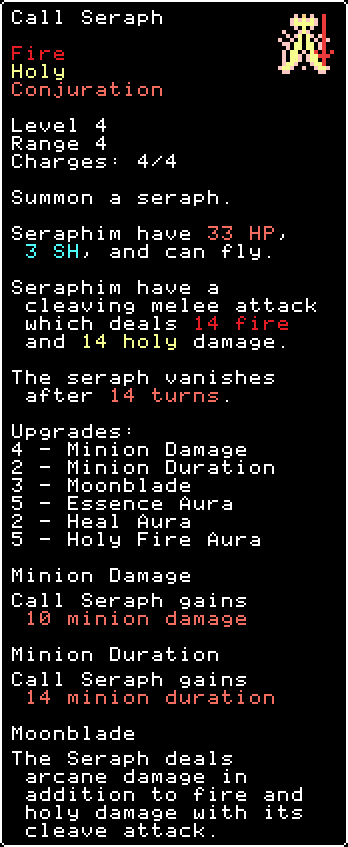 Call Seraph
Fire
Holy
Conjuration
Level 4
Range 4
Charges: 4/4
Summon a seraph.
Seraphim have 33 HP,
3 SH, and can fly.
Seraphim have a
cleaving melee attack
which deals 14 fire
and 14 holy damage.
The seraph vanishes
after 14 turns.
Upgrades:
4 - Minion Damage
2 - Minion Duration
3 - Moonblade
5 - Essence Aura
2 - Heal Aura
5 - Holy Fire Aura
Minion Damage
Call Seraph gains
10 minion damage
Minion Duration
Call Seraph gains
14 minion duration
Moonblade
The Seraph deals
arcane damage in
addition to fire and
holy damage with its
cleave attack.